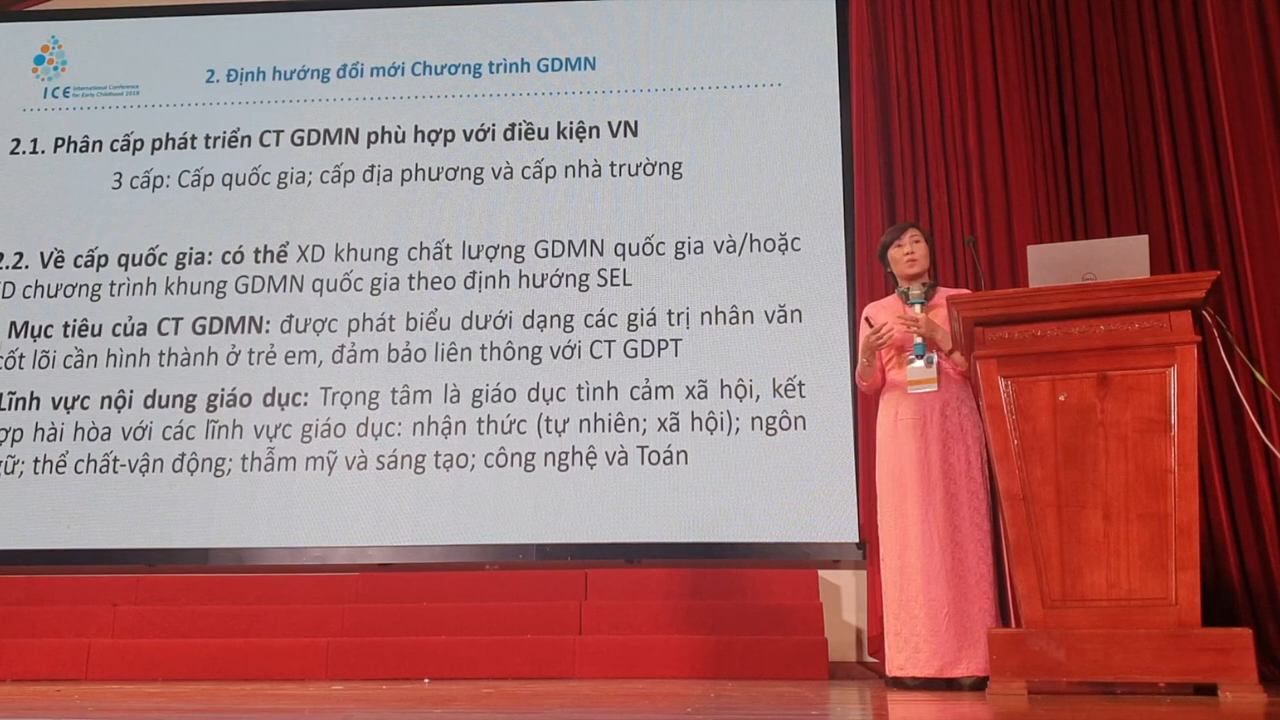 ICE International Conference
for Early Childhood 2019
2. Định hướng đổi mới Chương trình GDMN
2.1. Phân cấp phát triển CT GDMN phù hợp với điều kiện VN
3 cấp: Cấp quốc gia; cấp địa phương và cấp nhà trường
2.2. Về cấp quốc gia: có thể XD khung chất lượng GDMN quốc gia và/hoặc
D chương trình khung GDMN quốc gia theo định hướng SEL
Mục tiêu của CT GDMN: được phát biểu dưới dạng các giá trị nhân văn
cốt lõi cần hình thành ở trẻ em, đảm bảo liên thông với CT GDPT
Lĩnh vực nội dung giáo dục: Trọng tâm là giáo dục tình cảm xã hội, kết
ợp hài hòa với các lĩnh vực giáo dục: nhận thức (tự nhiên; xã hội); ngôn
gữ; thể chất-vận động; thẫm mỹ và sáng tạo; công nghệ và Toán
DELL